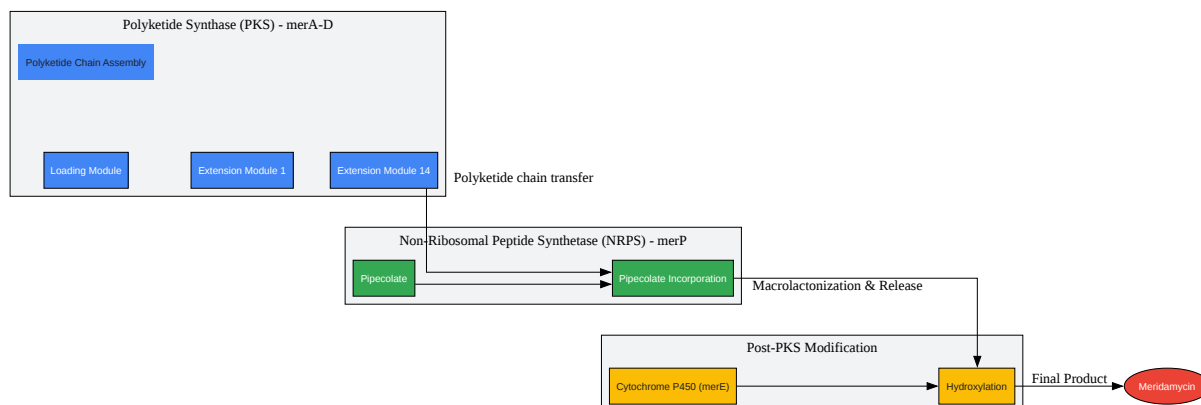 Polyketide Synthase (PKS) - merA-D
Polyketide Chain Assembly
Loading Module
Extension Module 1
Extension Module 14
Polyketide chain transfer
Non-Ribosomal Peptide Synthetase (NRPS) - merP
Pipecolate
Pipecolate Incorporation
Macrolactonization & Release
Post-PKS Modification
Cytochrome P450 (merE)
Hydroxylation
Final Product
Meridamycin